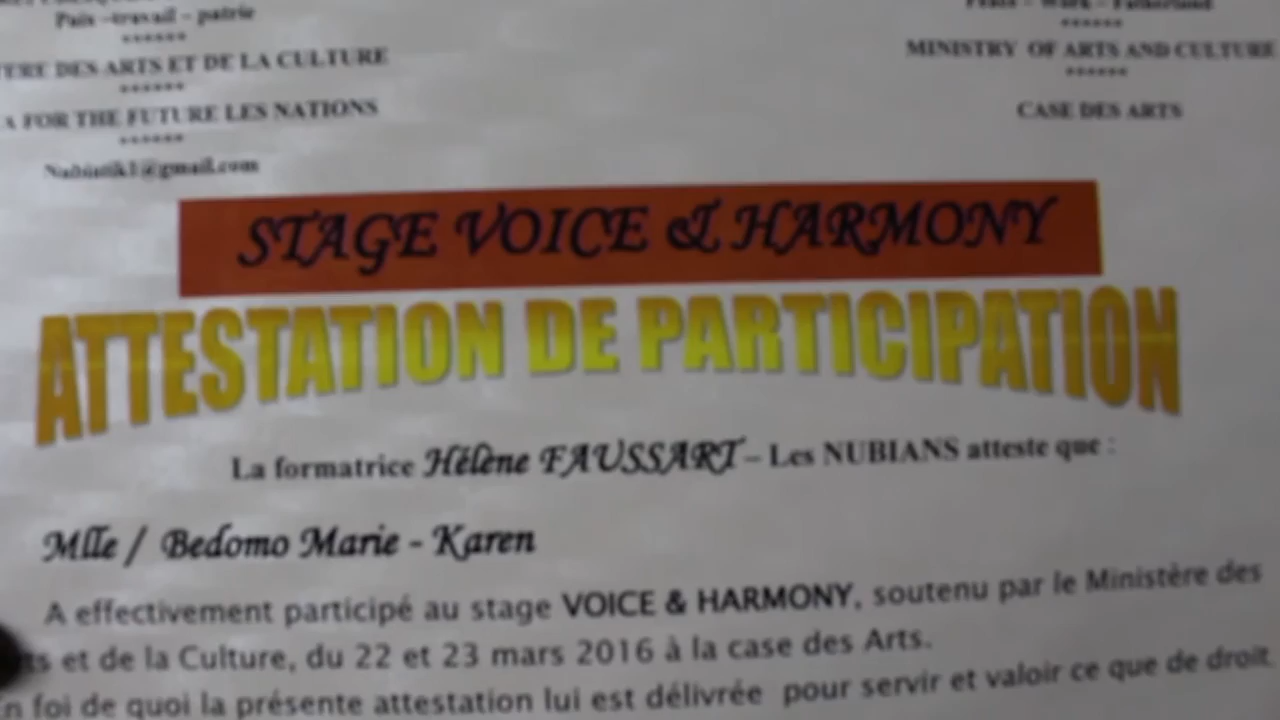 Paix –travail – patrie
******
DES ARTS ET DE LA CULTURE
******
FOR THE FUTURE LES NATIONS
******
MINISTRY OF ARTS AND CULTURE
******
CASE DES ARTS
STAGE VOICE & HARMONY
ATTESTATION DE PARTICIPATION
La formatrice Hélène FAUSSART – Les NUBIANS atteste que :
Mlle / Bedomo Marie - Karen
A effectivement participé au stage VOICE & HARMONY, soutenu par le Ministère des
et de la Culture, du 22 et 23 mars 2016 à la case des Arts.
foi de quoi la présente attestation lui est délivrée pour servir et valoir ce que de droit